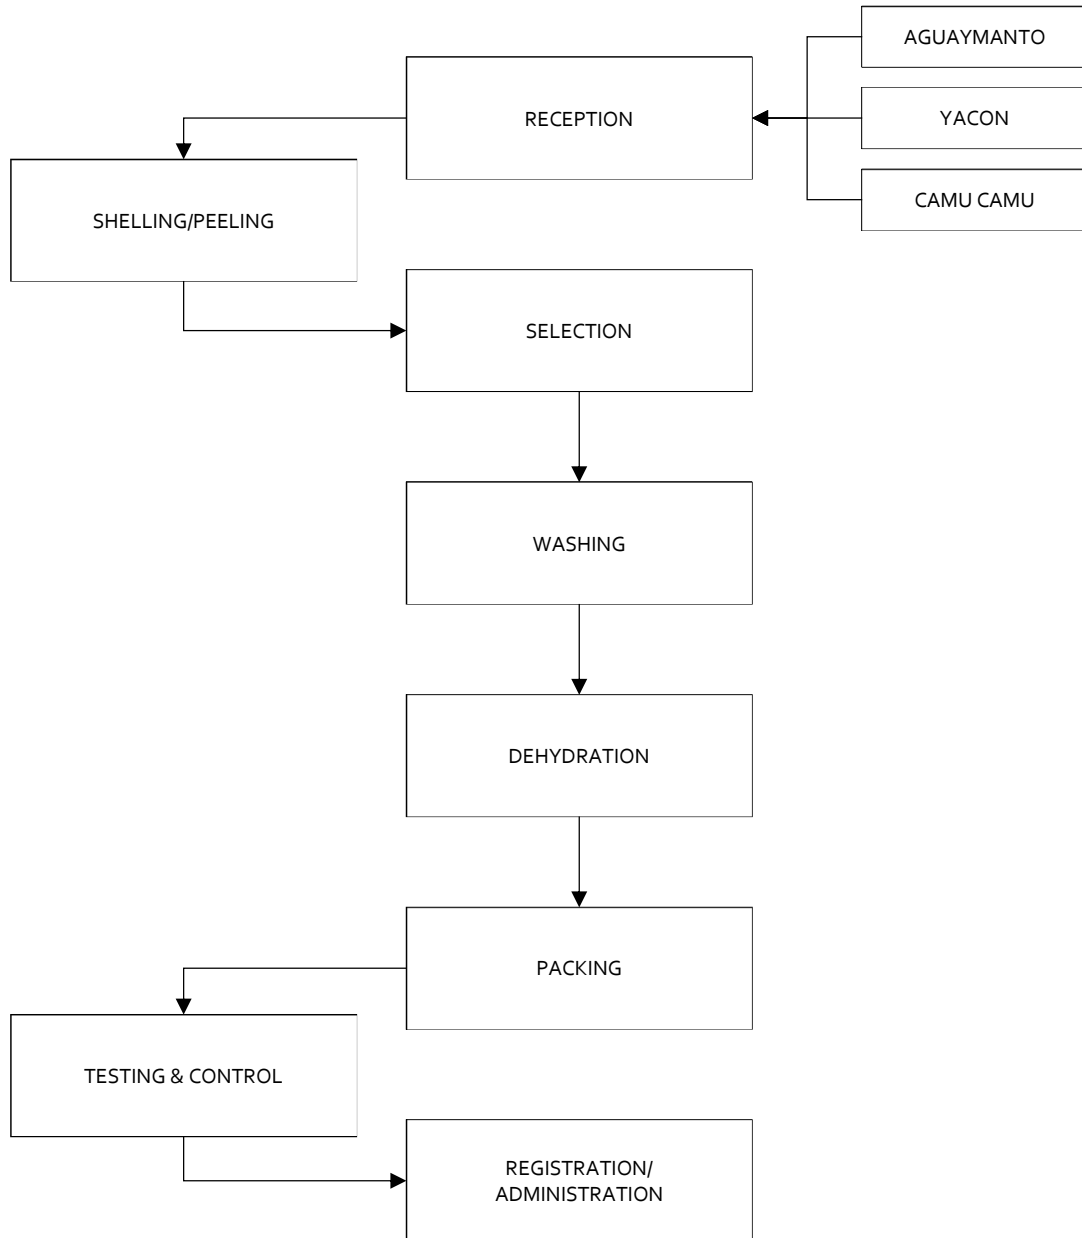 AGUAYMANTO
RECEPTION
YACON
CAMU CAMU
SHELLING/PEELING
SELECTION
WASHING
DEHYDRATION
PACKING
TESTING & CONTROL
REGISTRATION/
ADMINISTRATION